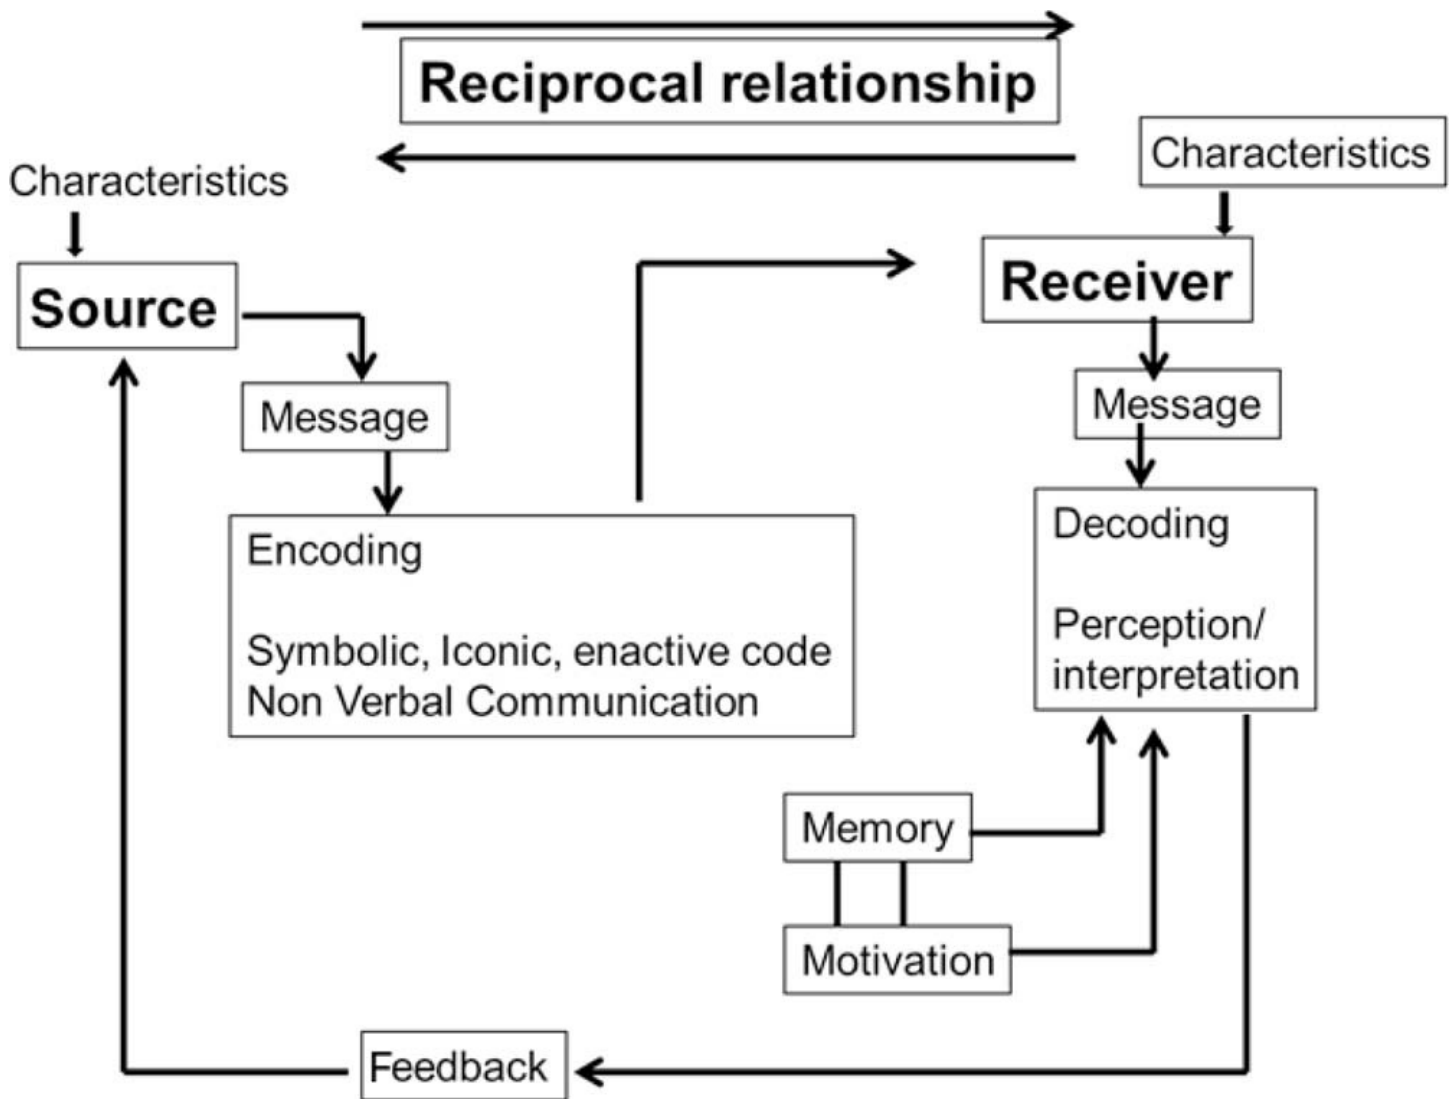 Reciprocal relationship
Characteristics
Characteristics
Source
Receiver
Message
Message
Encoding
Symbolic, Iconic, enactive code
Non Verbal Communication
Decoding
Perception/
interpretation
Memory
Motivation
Feedback